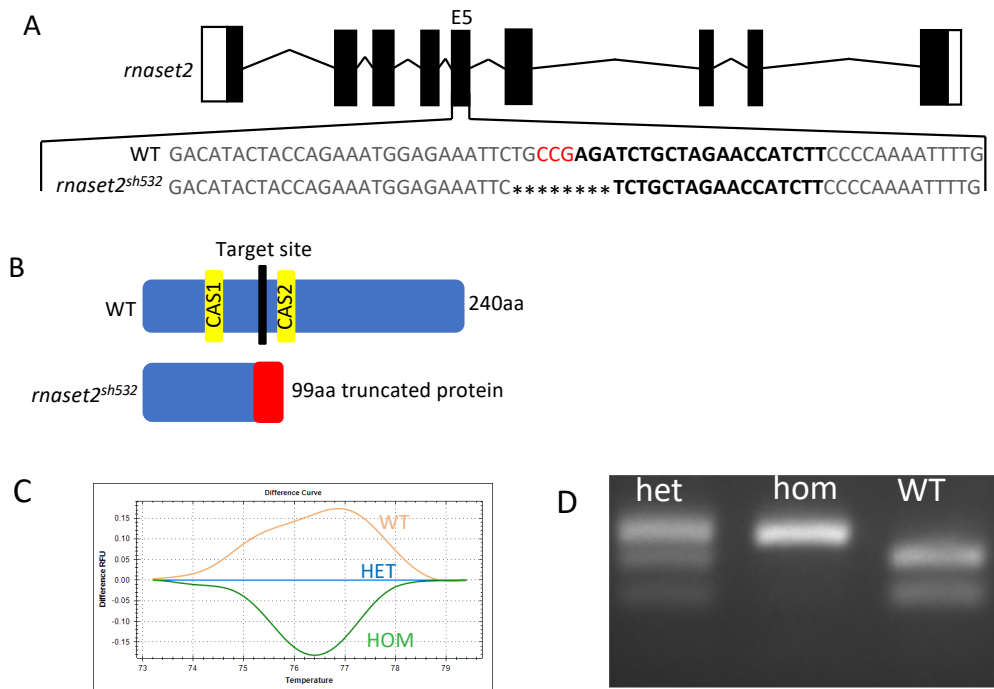 A
E5
rnaset2
WT GACATACTACCAGAAATGGAGAAATTCTGCCGAGATCTGCTAGAACCATCTTCCCCAAAATTTTG
rnaset2sh532 GACATACTACCAGAAATGGAGAAATTC********TCTGCTAGAACCATCTTCCCCAAAATTTTG
B
Target site
WT
CAS1
CAS2
240aa
rnaset2sh532
99aa truncated protein
C
Difference Curve
Difference RFU
0.15
0.10
0.05
0.00
-0.05
-0.10
-0.15
WT
HET
HOM
73 74 75 76 77 78 79
Temperature
D
het hom WT